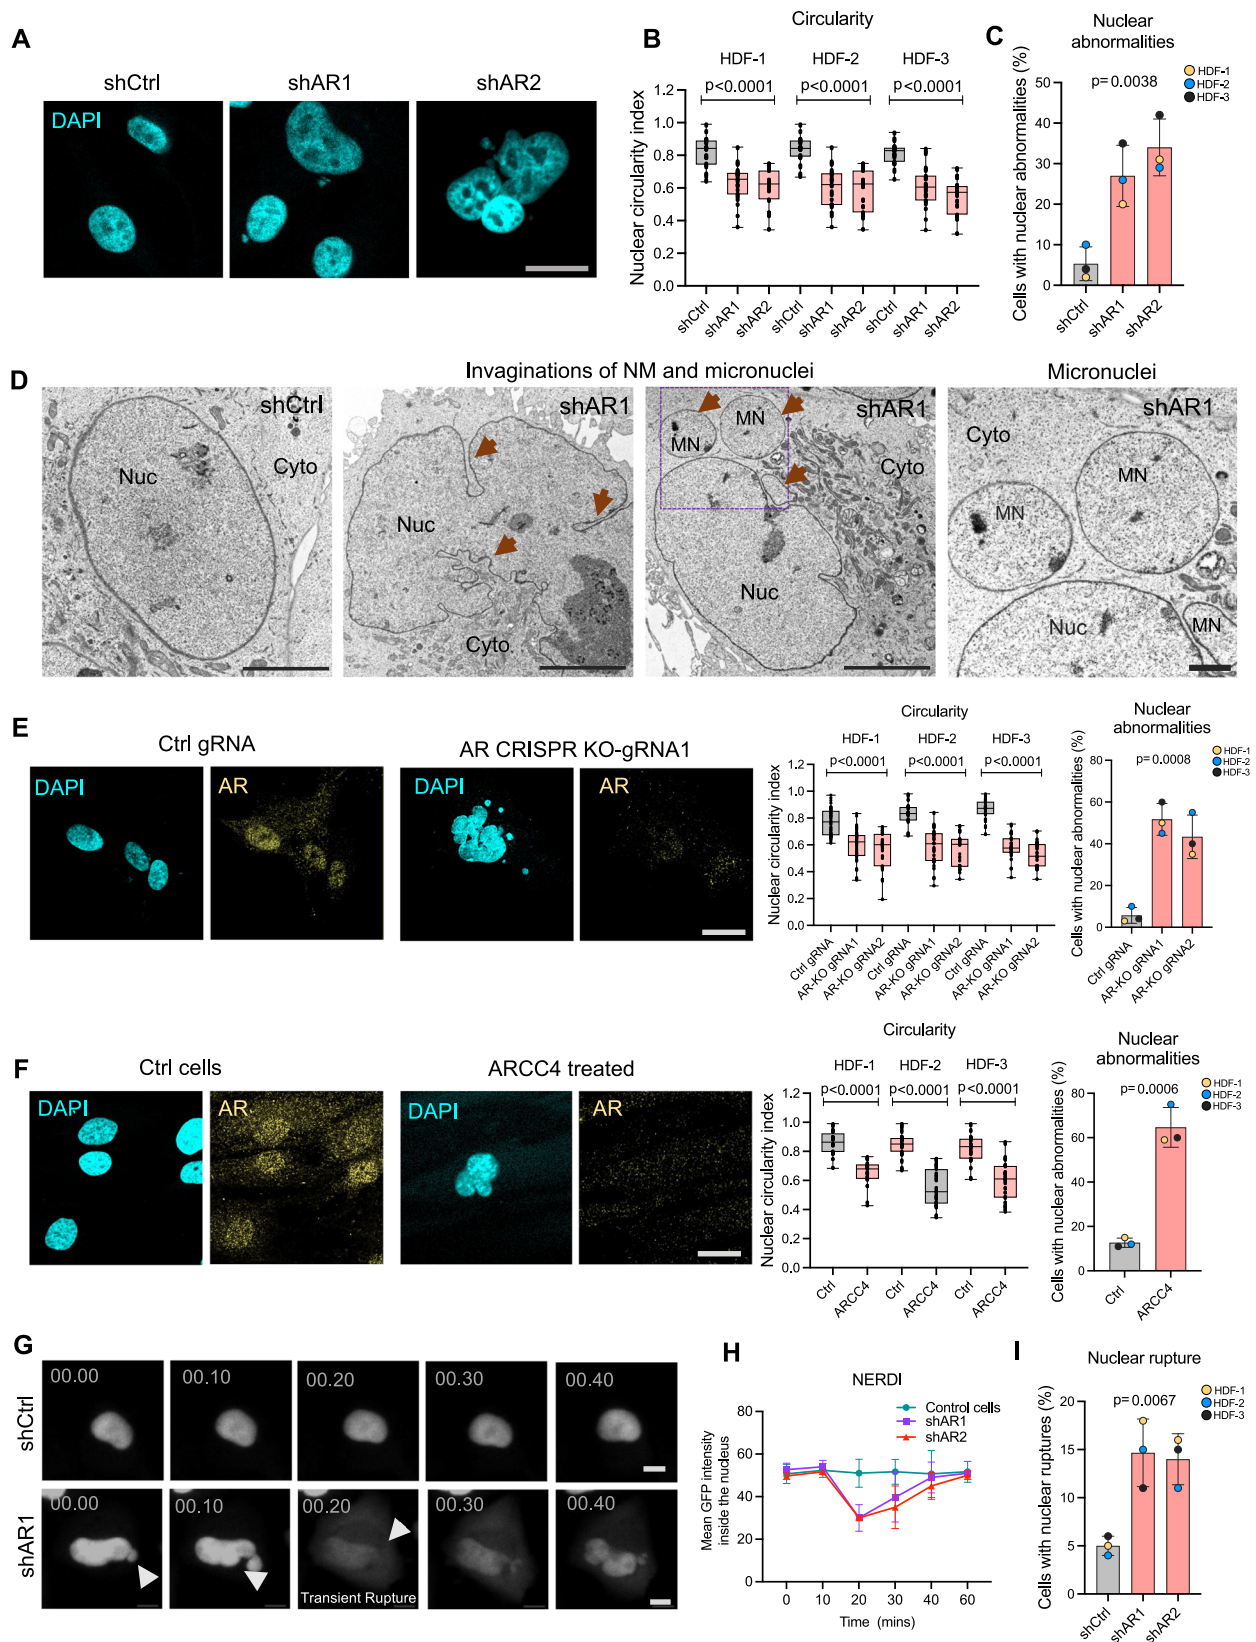 A
shCtrl
shAR1
shAR2
DAPI
B
Circularity
HDF-1
HDF-2
HDF-3
p<0.0001
p<0.0001
p<0.0001
Nuclear circularity index
1.2
1.0
0.8
0.6
0.4
0.2
0.0
shCtrl
shAR1
shAR2
shCtrl
shAR1
shAR2
shCtrl
shAR1
shAR2
C
Nuclear
abnormalities
Cells with nuclear abnormalities (%)
p=0.0038
HDF-1
HDF-2
HDF-3
50
40
30
20
10
0
shCtrl
shAR1
shAR2
D
Invaginations of NM and micronuclei
Micronuclei
shCtrl
Nuc
Cyto
shAR1
Nuc
Cyto
shAR1
MN
MN
Cyto
Nuc
shAR1
Cyto
MN
MN
Nuc
MN
E
Ctrl gRNA
AR CRISPR KO-gRNA1
DAPI
AR
DAPI
AR
Circularity
HDF-1
HDF-2
HDF-3
p<0.0001
p<0.0001
p<0.0001
Nuclear circularity index
1.2
1.0
0.8
0.6
0.4
0.2
0.0
Ctrl gRNA
AR-KO gRNA1
AR-KO gRNA2
Ctrl gRNA
AR-KO gRNA1
AR-KO gRNA2
Ctrl gRNA
AR-KO gRNA1
AR-KO gRNA2
Nuclear
abnormalities
Cells with nuclear abnormalities (%)
p=0.0008
HDF-1
HDF-2
HDF-3
80
60
40
20
0
Ctrl gRNA
AR-KO gRNA1
AR-KO gRNA2
F
Ctrl cells
ARCC4 treated
DAPI
AR
DAPI
AR
Circularity
HDF-1
HDF-2
HDF-3
p<0.0001
p<0.0001
p<0.0001
Nuclear circularity index
1.2
1.0
0.8
0.6
0.4
0.2
0.0
Ctrl
ARCC4
Ctrl
ARCC4
Ctrl
ARCC4
Nuclear
abnormalities
Cells with nuclear abnormalities (%)
p=0.0006
HDF-1
HDF-2
HDF-3
80
60
40
20
0
Ctrl
ARCC4
G
shCtrl
00.00
00.10
00.20
00.30
00.40
shAR1
00.00
00.10
00.20
00.30
00.40
Transient Rupture
H
NERDI
Control cells
shAR1
shAR2
Mean GFP intensity
inside the nucleus
80
60
40
20
0
0
10
20
30
40
60
Time (mins)
I
Nuclear rupture
Cells with nuclear ruptures (%)
p=0.0067
HDF-1
HDF-2
HDF-3
20
15
10
5
0
shCtrl
shAR1
shAR2